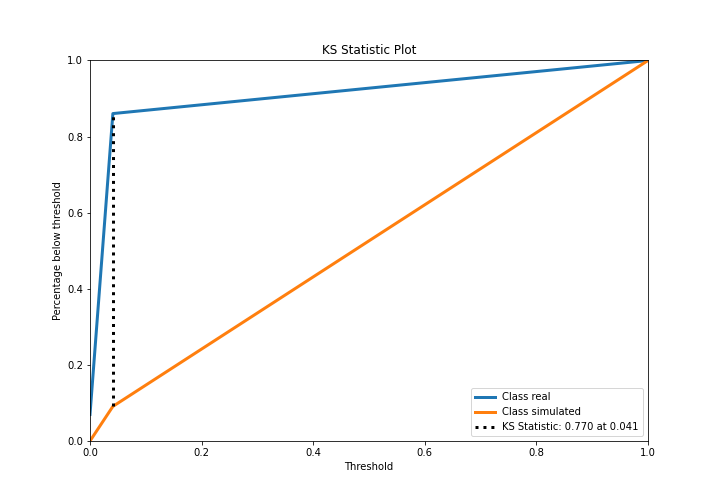 KS Statistic Plot
1.0
0.8
0.6
0.4
0.2
0.0
Percentage below threshold
Class real
Class simulated
KS Statistic: 0.770 at 0.041
0.0 0.2 0.4 0.6 0.8 1.0
Threshold